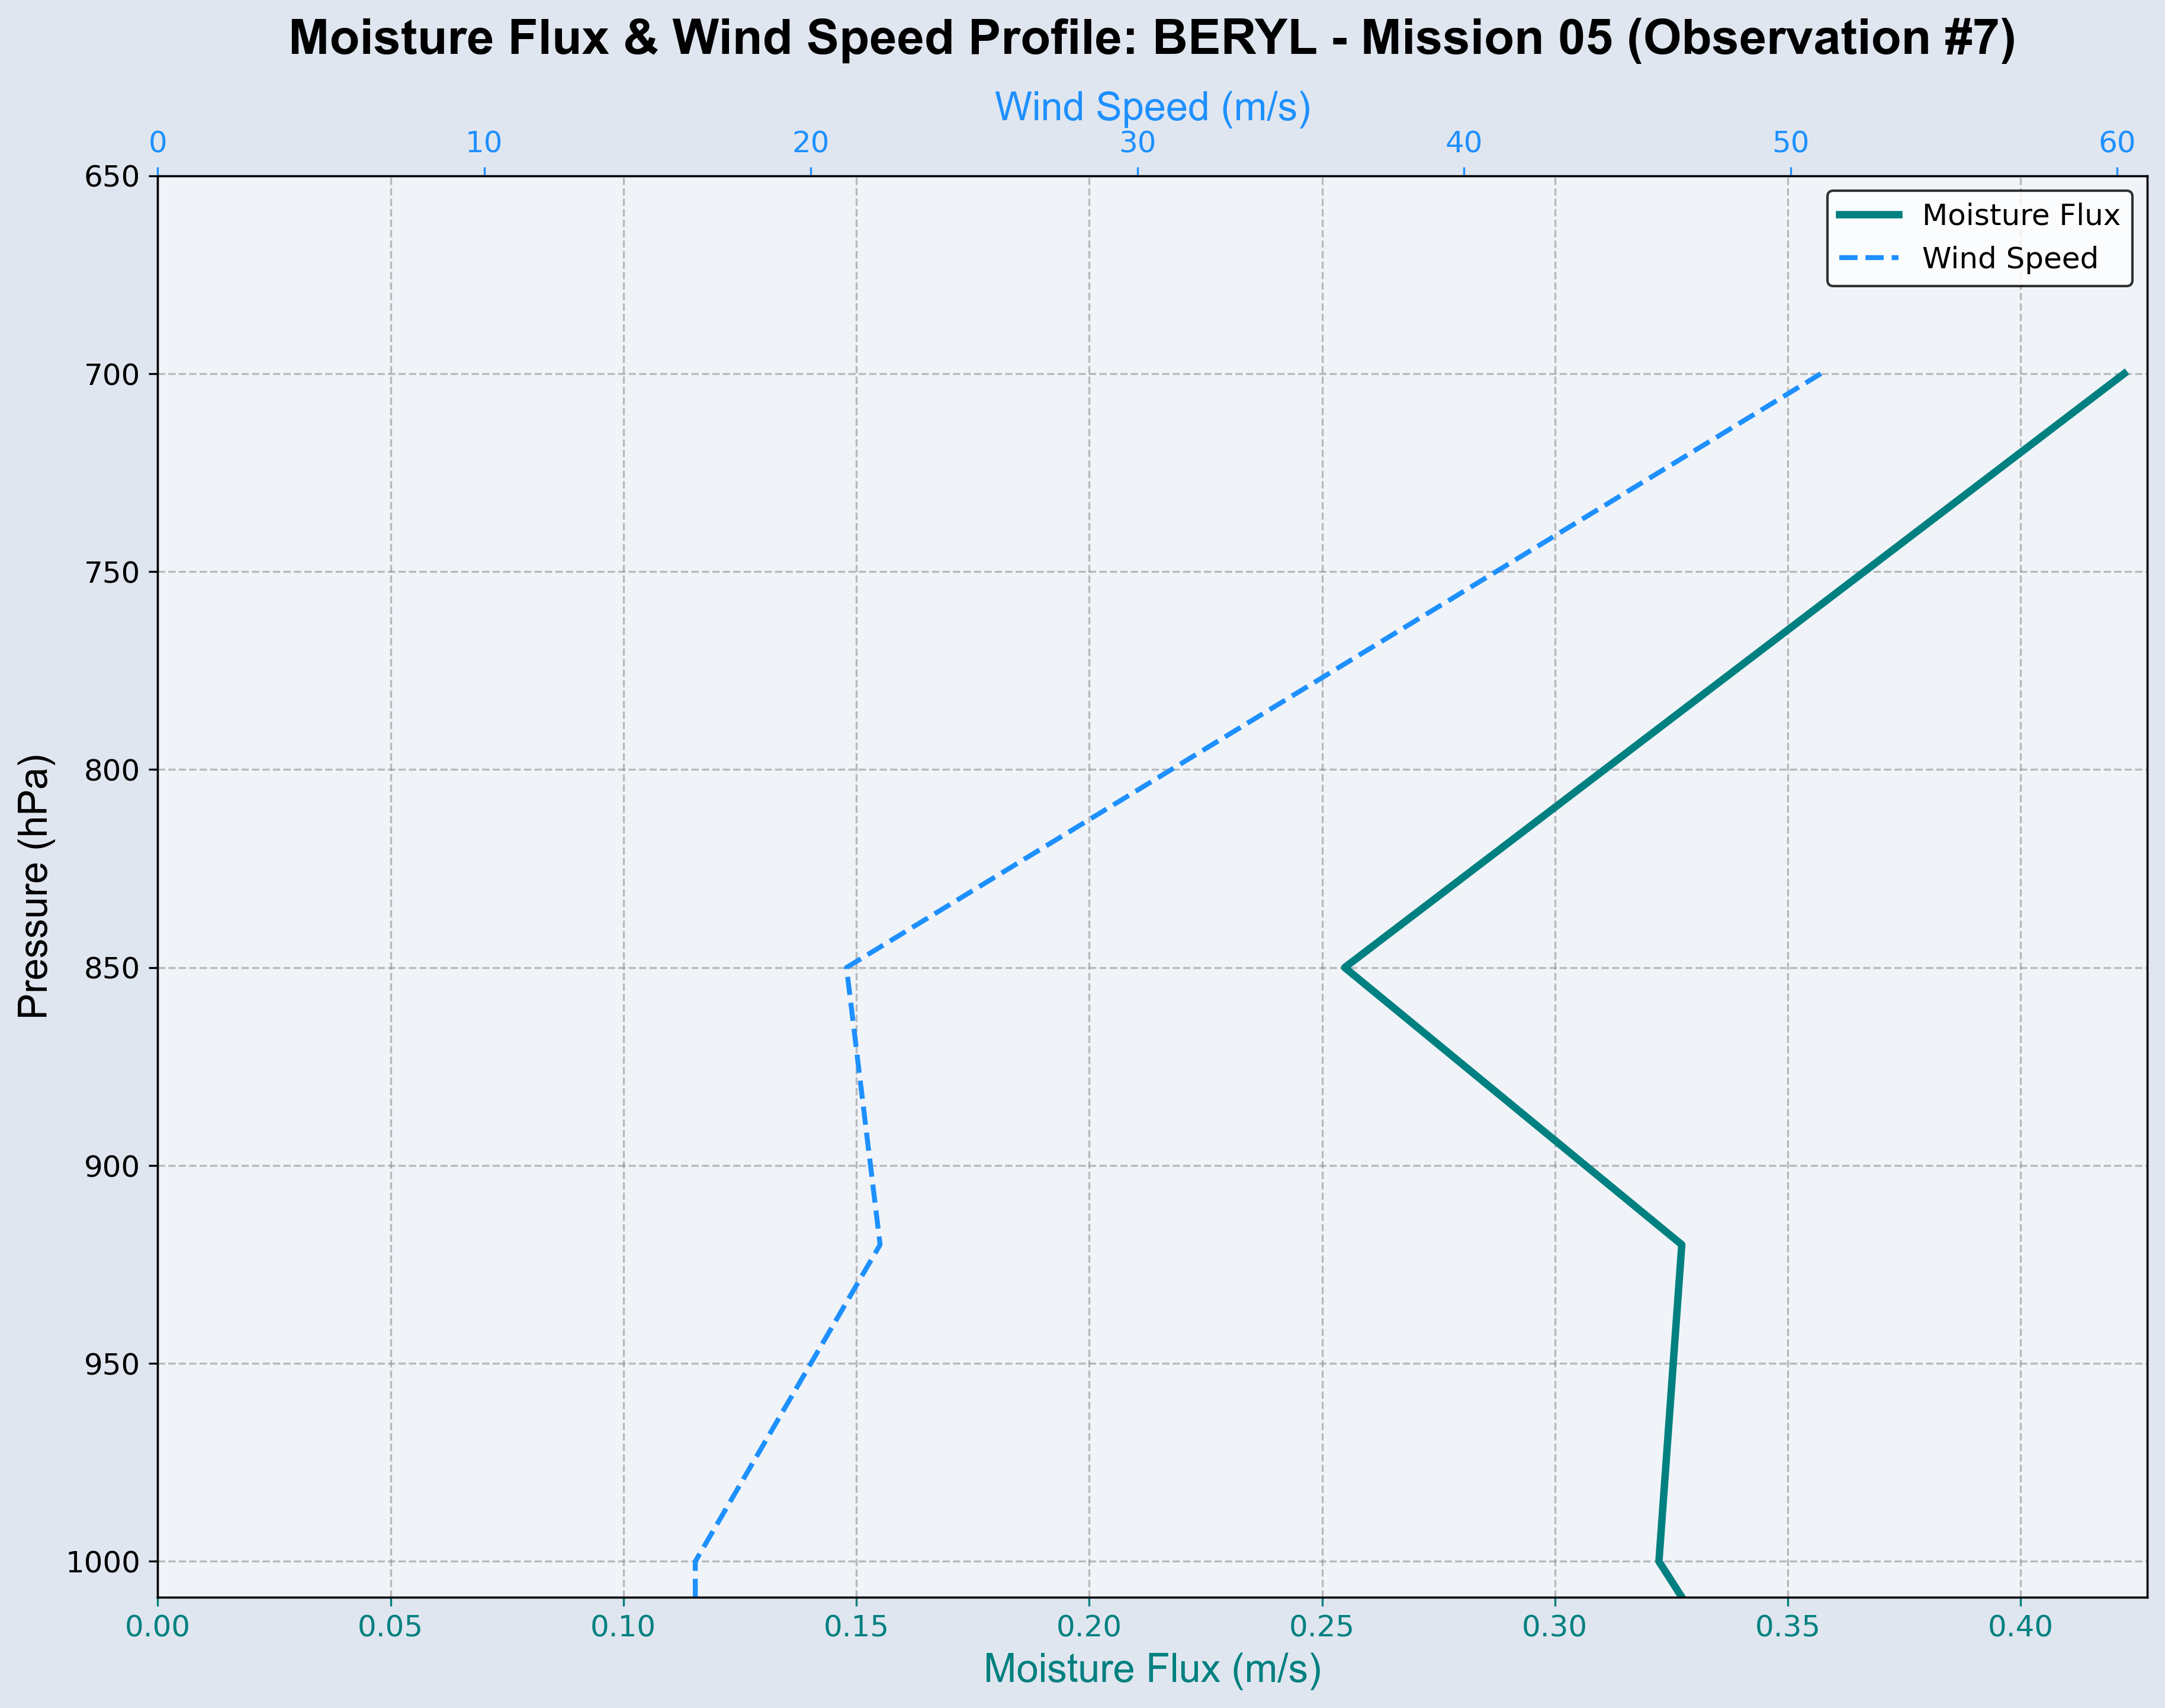 Moisture Flux & Wind Speed Profile: BERYL - Mission 05 (Observation #7)
Wind Speed (m/s)
0 10 20 30 40 50 60
Moisture Flux
Wind Speed
650
700
750
800
850
900
950
1000
Pressure (hPa)
0.00 0.05 0.10 0.15 0.20 0.25 0.30 0.35 0.40
Moisture Flux (m/s)